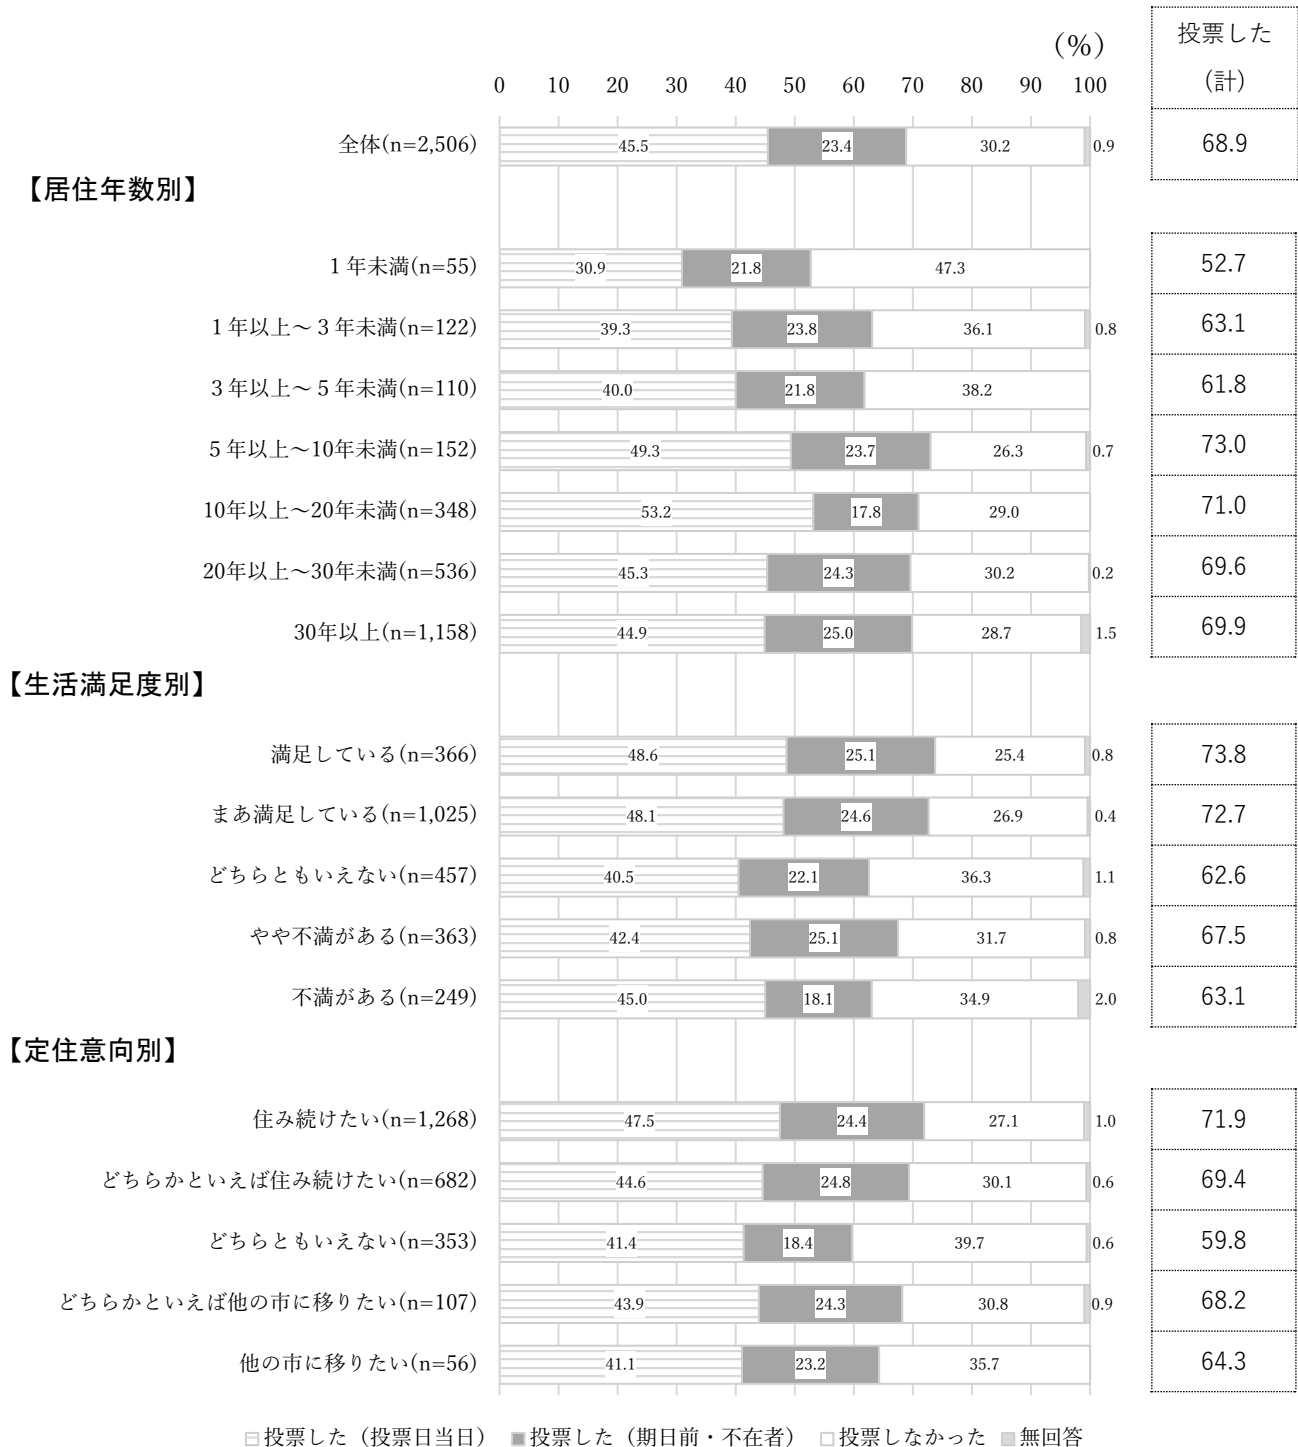 (%)
投票した
(計)
0 10 20 30 40 50 60 70 80 90 100
全体(n=2,506) 45.5 23.4 30.2 0.9 68.9
【居住年数別】
1年未満(n=55) 30.9 21.8 47.3 52.7
1年以上～3年未満(n=122) 39.3 23.8 36.1 0.8 63.1
3年以上～5年未満(n=110) 40.0 21.8 38.2 61.8
5年以上～10年未満(n=152) 49.3 23.7 26.3 0.7 73.0
10年以上～20年未満(n=348) 53.2 17.8 29.0 71.0
20年以上～30年未満(n=536) 45.3 24.3 30.2 0.2 69.6
30年以上(n=1,158) 44.9 25.0 28.7 1.5 69.9
【生活満足度別】
満足している(n=366) 48.6 25.1 25.4 0.8 73.8
まあ満足している(n=1,025) 48.1 24.6 26.9 0.4 72.7
どちらともいえない(n=457) 40.5 22.1 36.3 1.1 62.6
やや不満がある(n=363) 42.4 25.1 31.7 0.8 67.5
不満がある(n=249) 45.0 18.1 34.9 2.0 63.1
【定住意向別】
住み続けたい(n=1,268) 47.5 24.4 27.1 1.0 71.9
どちらかといえば住み続けたい(n=682) 44.6 24.8 30.1 0.6 69.4
どちらともいえない(n=353) 41.4 18.4 39.7 0.6 59.8
どちらかといえば他の市に移りたい(n=107) 43.9 24.3 30.8 0.9 68.2
他の市に移りたい(n=56) 41.1 23.2 35.7 64.3
投票した（投票日当日） 投票した（期日前・不在者） 投票しなかった 無回答